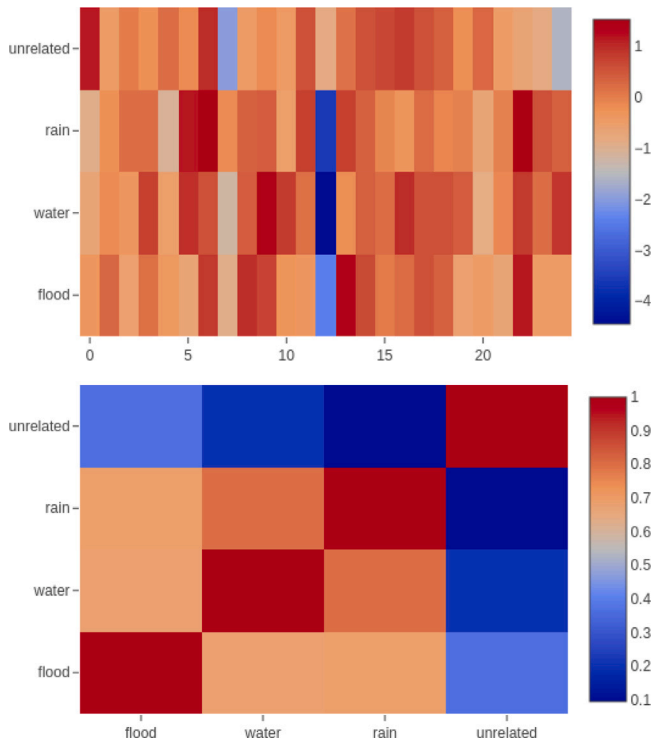 unrelated
rain
water
flood
0 5 10 15 20
1
0
−1
−2
−3
−4
unrelated
rain
water
flood
flood water rain unrelated
1
0.9
0.8
0.7
0.6
0.5
0.4
0.3
0.2
0.1